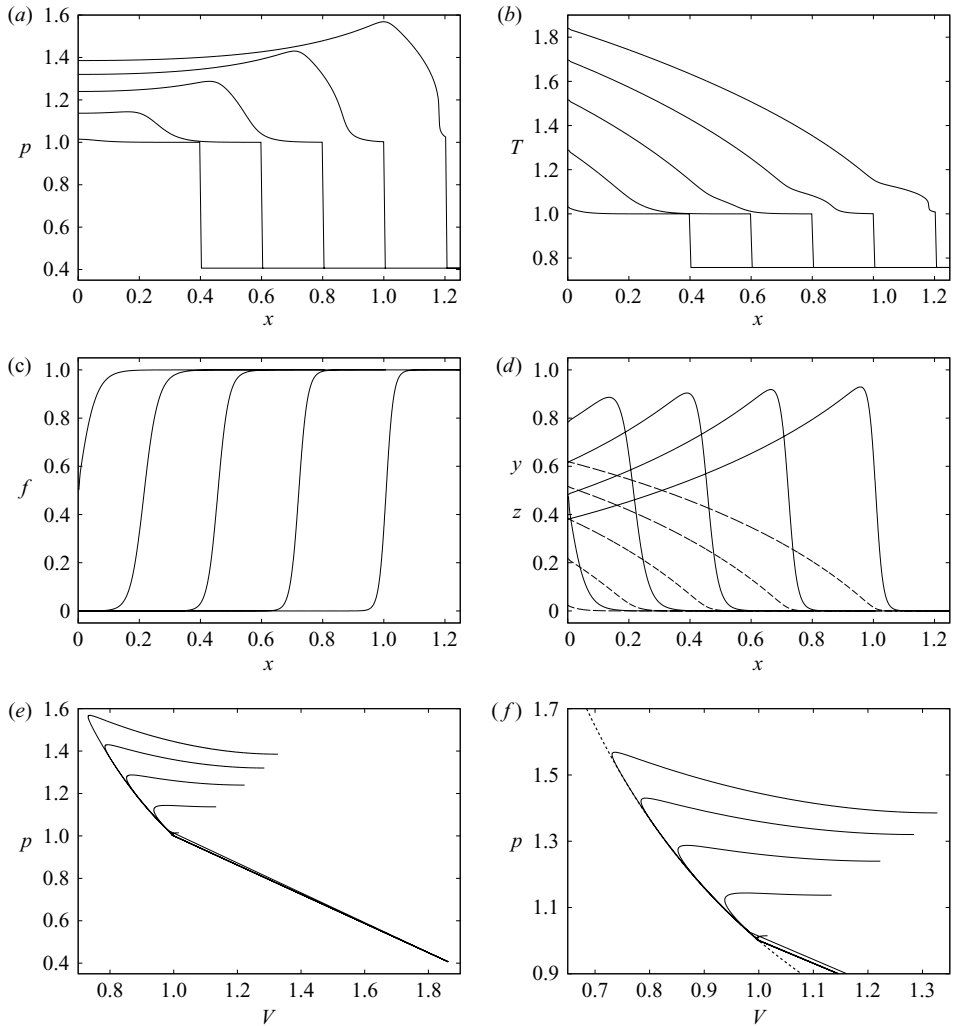 (a) (b)
1.6
1.4
1.2
p 1.0
0.8
0.6
0.4
0 0.2 0.4 0.6 0.8 1.0 1.2
x
1.8
1.6
1.4
T
1.2
1.0
0.8
0 0.2 0.4 0.6 0.8 1.0 1.2
x
(c) (d)
1.0
0.8
0.6
f
0.4
0.2
0
0 0.2 0.4 0.6 0.8 1.0 1.2
x
1.0
0.8
y 0.6
z 0.4
0.2
0
0 0.2 0.4 0.6 0.8 1.0 1.2
x
(e) (f)
1.6
1.4
1.2
p 1.0
0.8
0.6
0.4
0.8 1.0 1.2 1.4 1.6 1.8
V
1.7
1.5
p 1.3
1.1
0.9
0.7 0.8 0.9 1.0 1.1 1.2 1.3
V